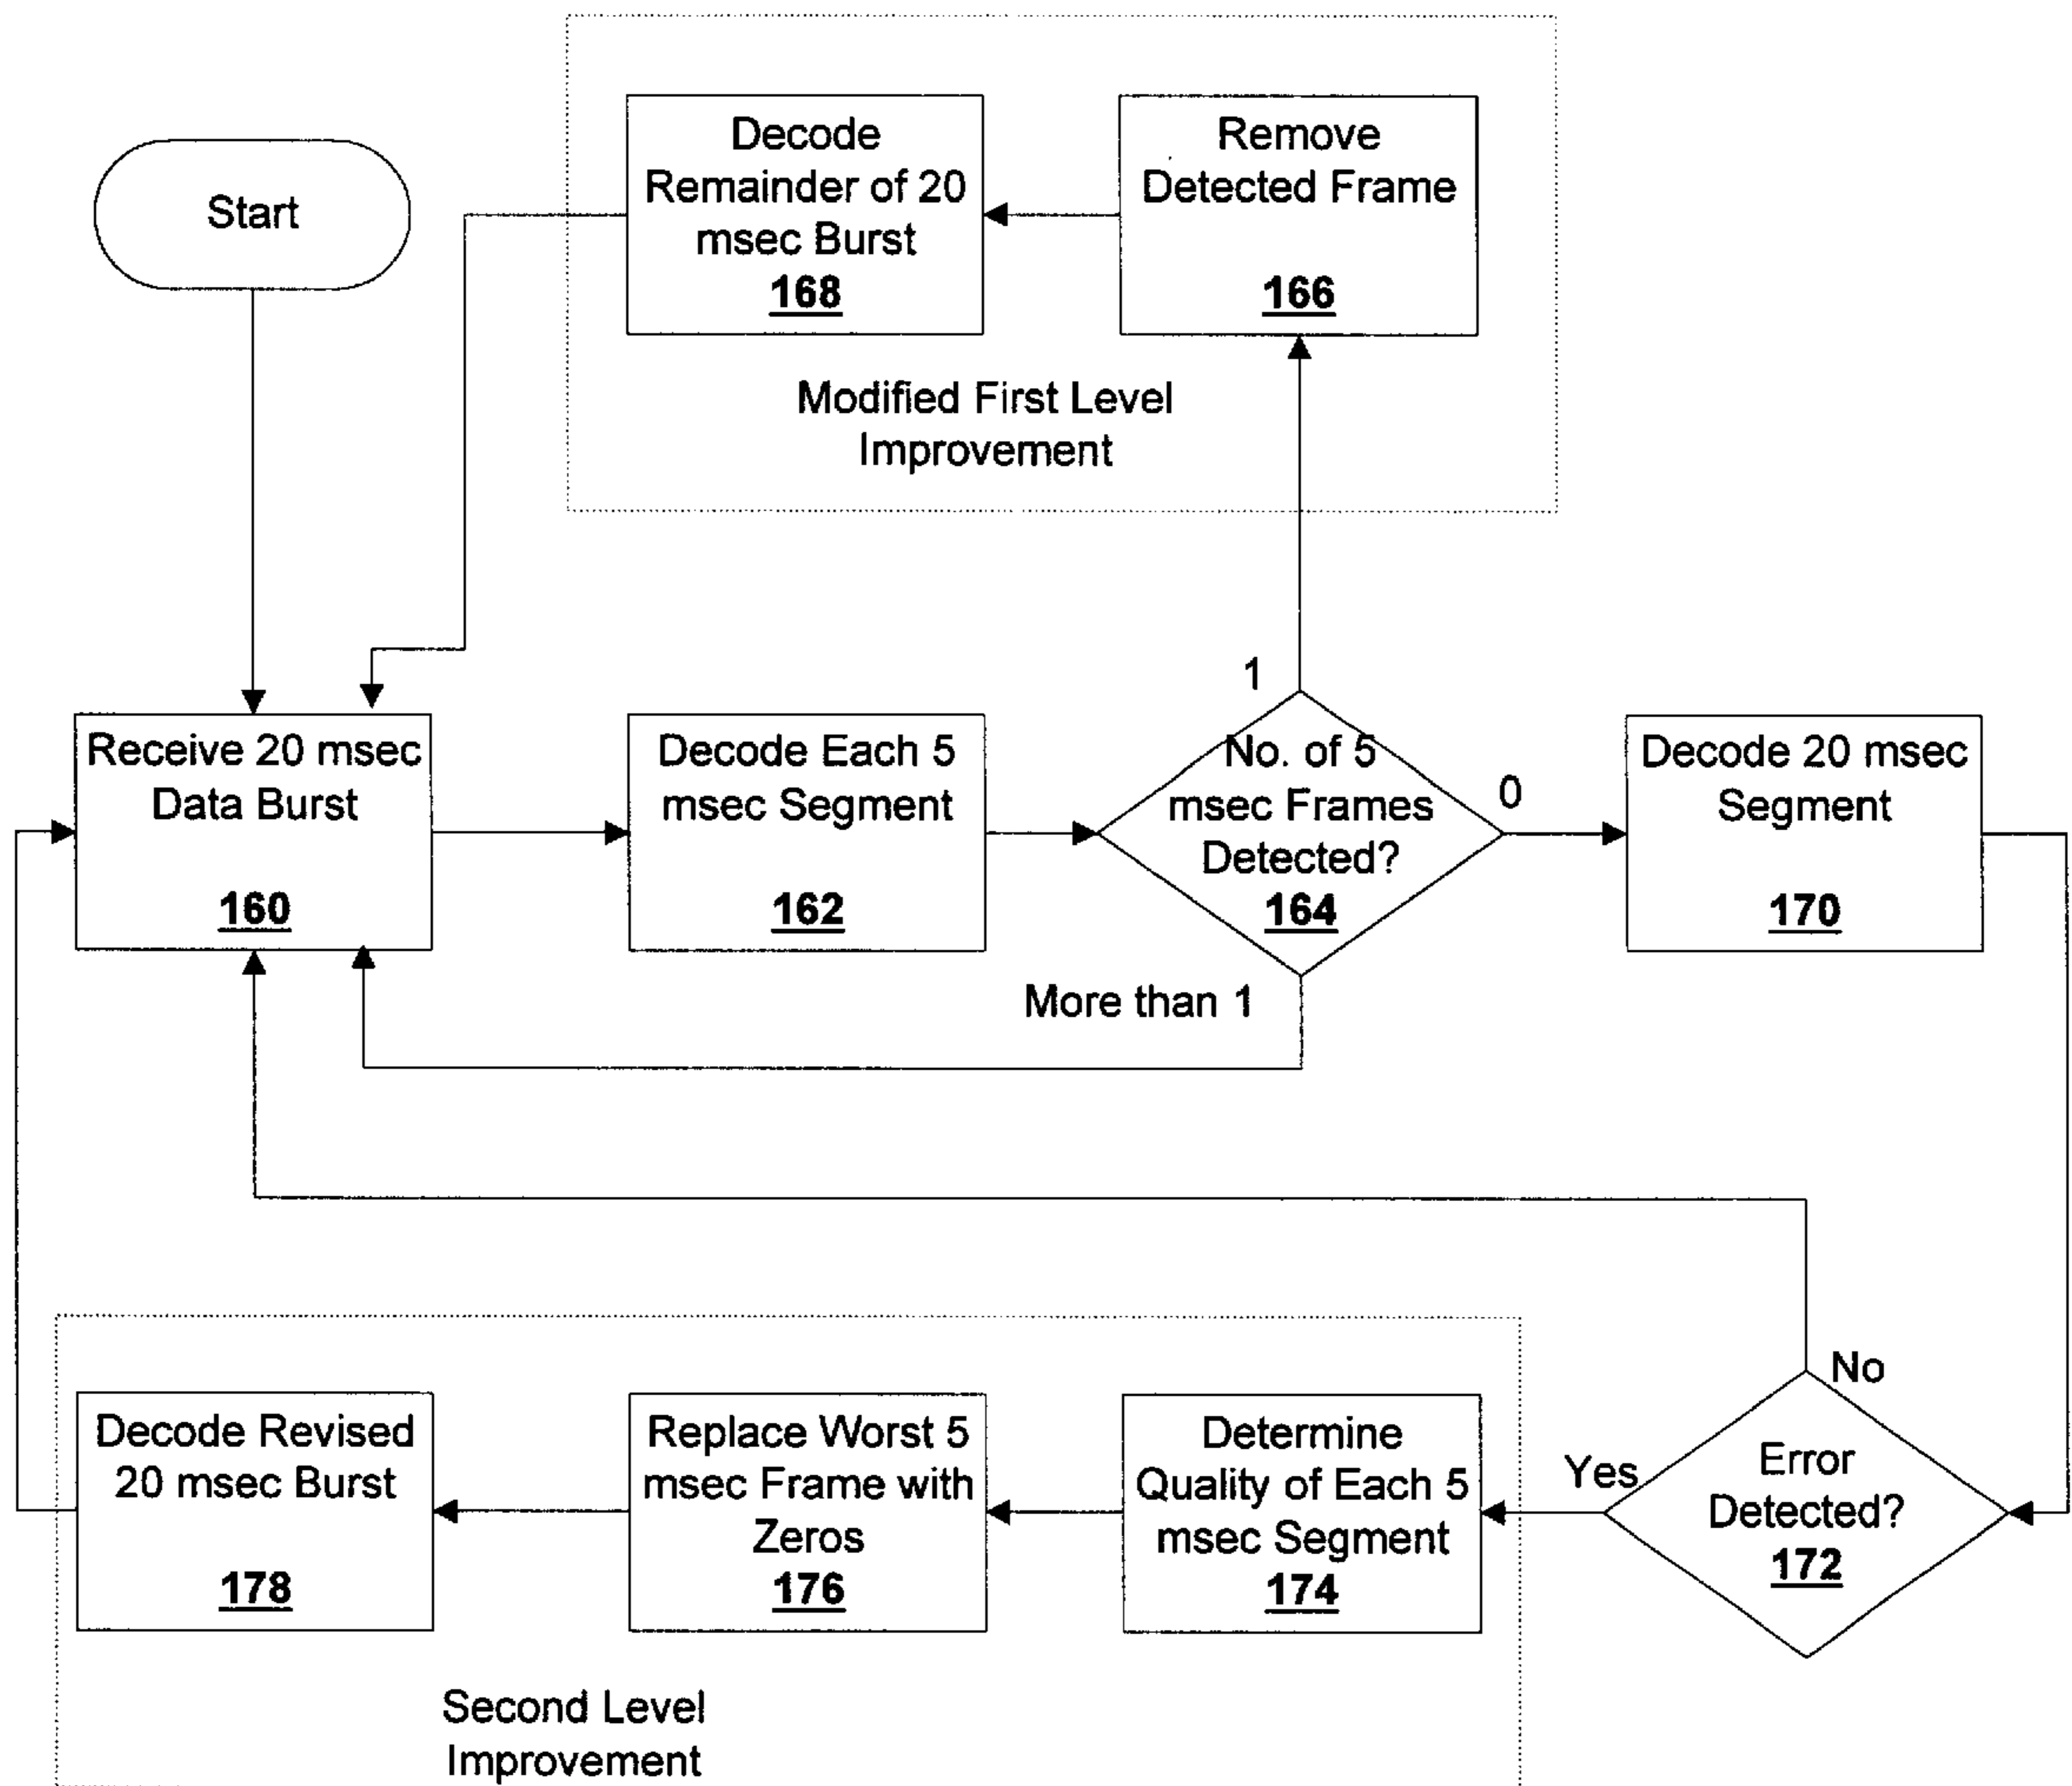 Start
Decode
Remainder of 20
msec Burst
168
Remove
Detected Frame
166
Modified First Level
Improvement
Receive 20 msec
Data Burst
160
Decode Each 5
msec Segment
162
1
No. of 5
msec Frames
Detected?
164
0
More than 1
Decode 20 msec
Segment
170
Decode Revised
20 msec Burst
178
Replace Worst 5
msec Frame with
Zeros
176
Determine
Quality of Each 5
msec Segment
174
Yes
No
Error
Detected?
172
Second Level
Improvement